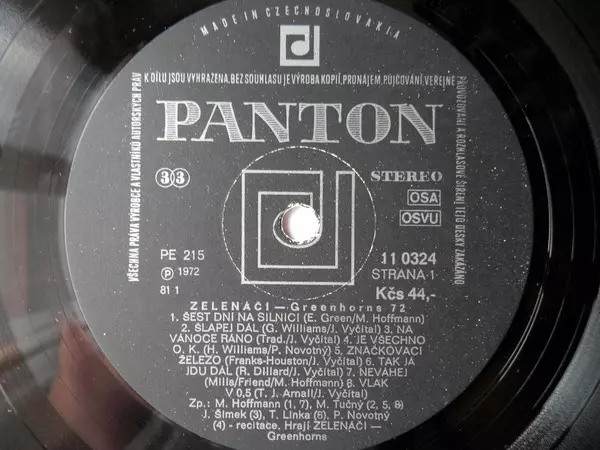 MADE IN CZECHOSLOVAKIA
VŠECHNA PRÁVA VÝROBCE A VLASTNÍKŮ AUTORSKÝCH PRÁV
K DÍLU JSOU VYHRAZENA. BEZ SOUHLASU JE VÝROBA KOPIÍ, PRONÁJEM, PŮJČOVÁNÍ, VEŘEJNÉ
PROVOZOVÁNÍ A ROZHLASOVÉ ŠÍŘENÍ TÉTO DESKY ZAKÁZÁNO
PANTON
33
STEREO
OSA
OSVU
PE 215
℗ 1972
81 1
11 0324
STRANA 1
Kčs 44,-
ZELENÁČI — Greenhorns 72
1. ŠEST DNÍ NA SILNICI (E. Green/M. Hoffmann)
2. ŠLAPEJ DÁL (G. Williams/J. Vyčítal) 3. NA
VÁNOCE RÁNO (Trad./J. Vyčítal) 4. JE VŠECHNO
O. K. (H. Williams/P. Novotný) 5. ZNAČKOVACÍ
ŽELEZO (Franks-Houston/J. Vyčítal) 6. TAK JÁ
JDU DÁL (R. Dillard/J. Vyčítal) 7. NEVÁHEJ
(Mills/Friend/M. Hoffmann) 8. VLAK
V 0,5 (T. J. Arnall/J. Vyčítal)
Zp.: M. Hoffmann (1, 7), M. Tučný (2, 5, 8)
J. Šimek (3), T. Linka (6), P. Novotný
(4) - recitace. Hrají ZELENÁČI —
Greenhorns